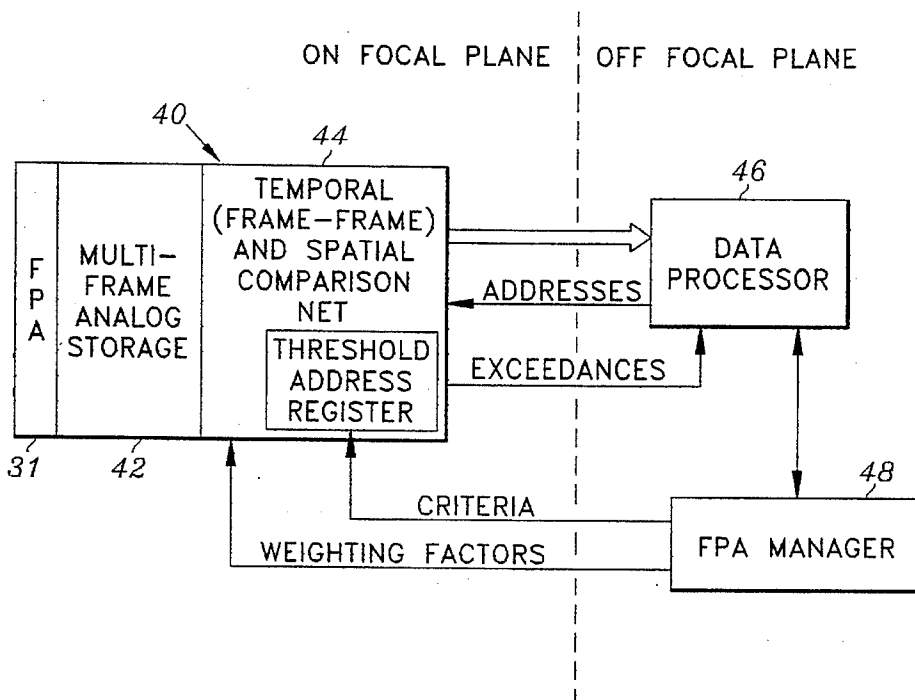 ON FOCAL PLANE
OFF FOCAL PLANE
40
44
46
FPA
MULTI-
FRAME
ANALOG
STORAGE
TEMPORAL
(FRAME-FRAME)
AND SPATIAL
COMPARISON
NET
THRESHOLD
ADDRESS
REGISTER
DATA
PROCESSOR
ADDRESSES
EXCEEDANCES
31
42
48
CRITERIA
WEIGHTING FACTORS
FPA MANAGER